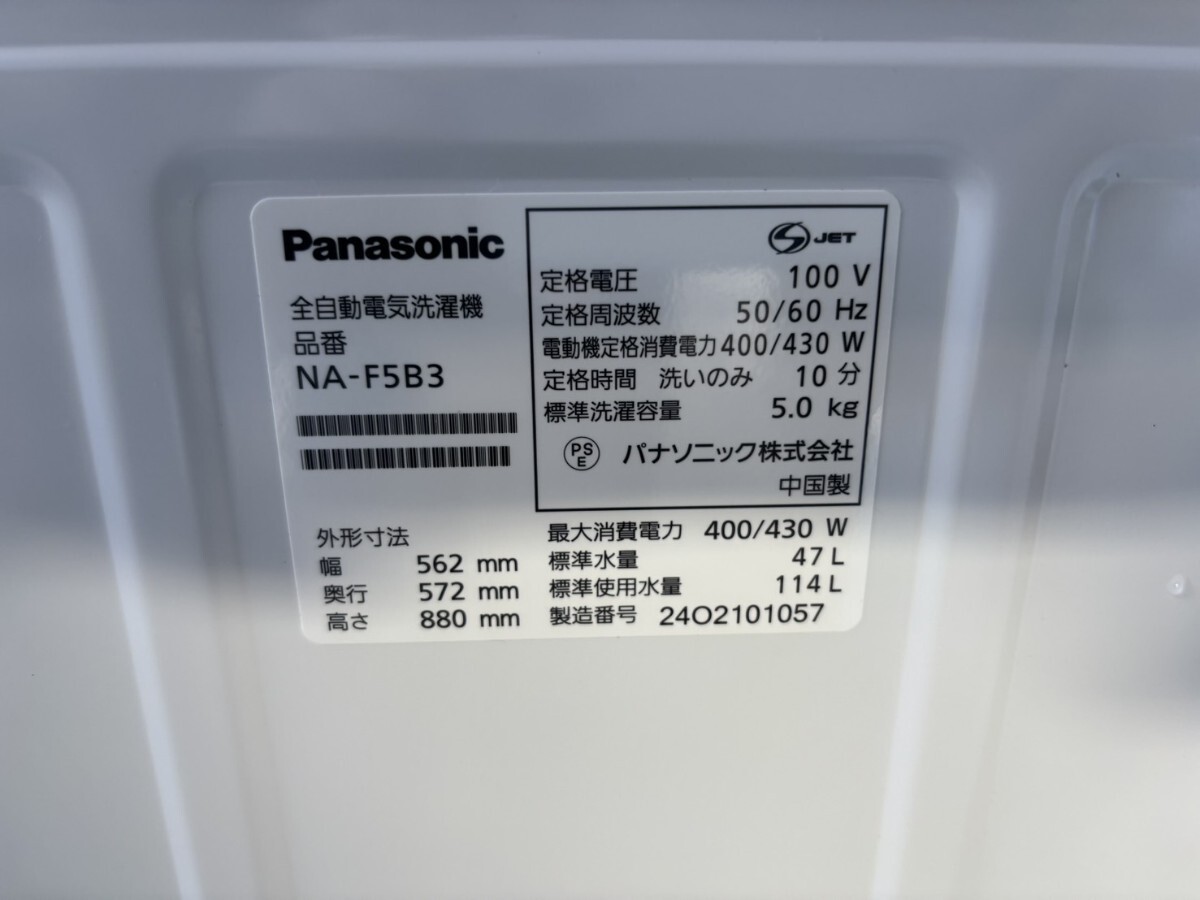 Panasonic
全自動電気洗濯機
品番
NA-F5B3
S JET
定格電圧 100 V
定格周波数 50/60 Hz
電動機定格消費電力 400/430 W
定格時間 洗いのみ 10 分
標準洗濯容量 5.0 kg
PS E パナソニック株式会社
中国製
外形寸法
幅 562 mm
奥行 572 mm
高さ 880 mm
最大消費電力 400/430 W
標準水量 47 L
標準使用水量 114 L
製造番号 24O2101057